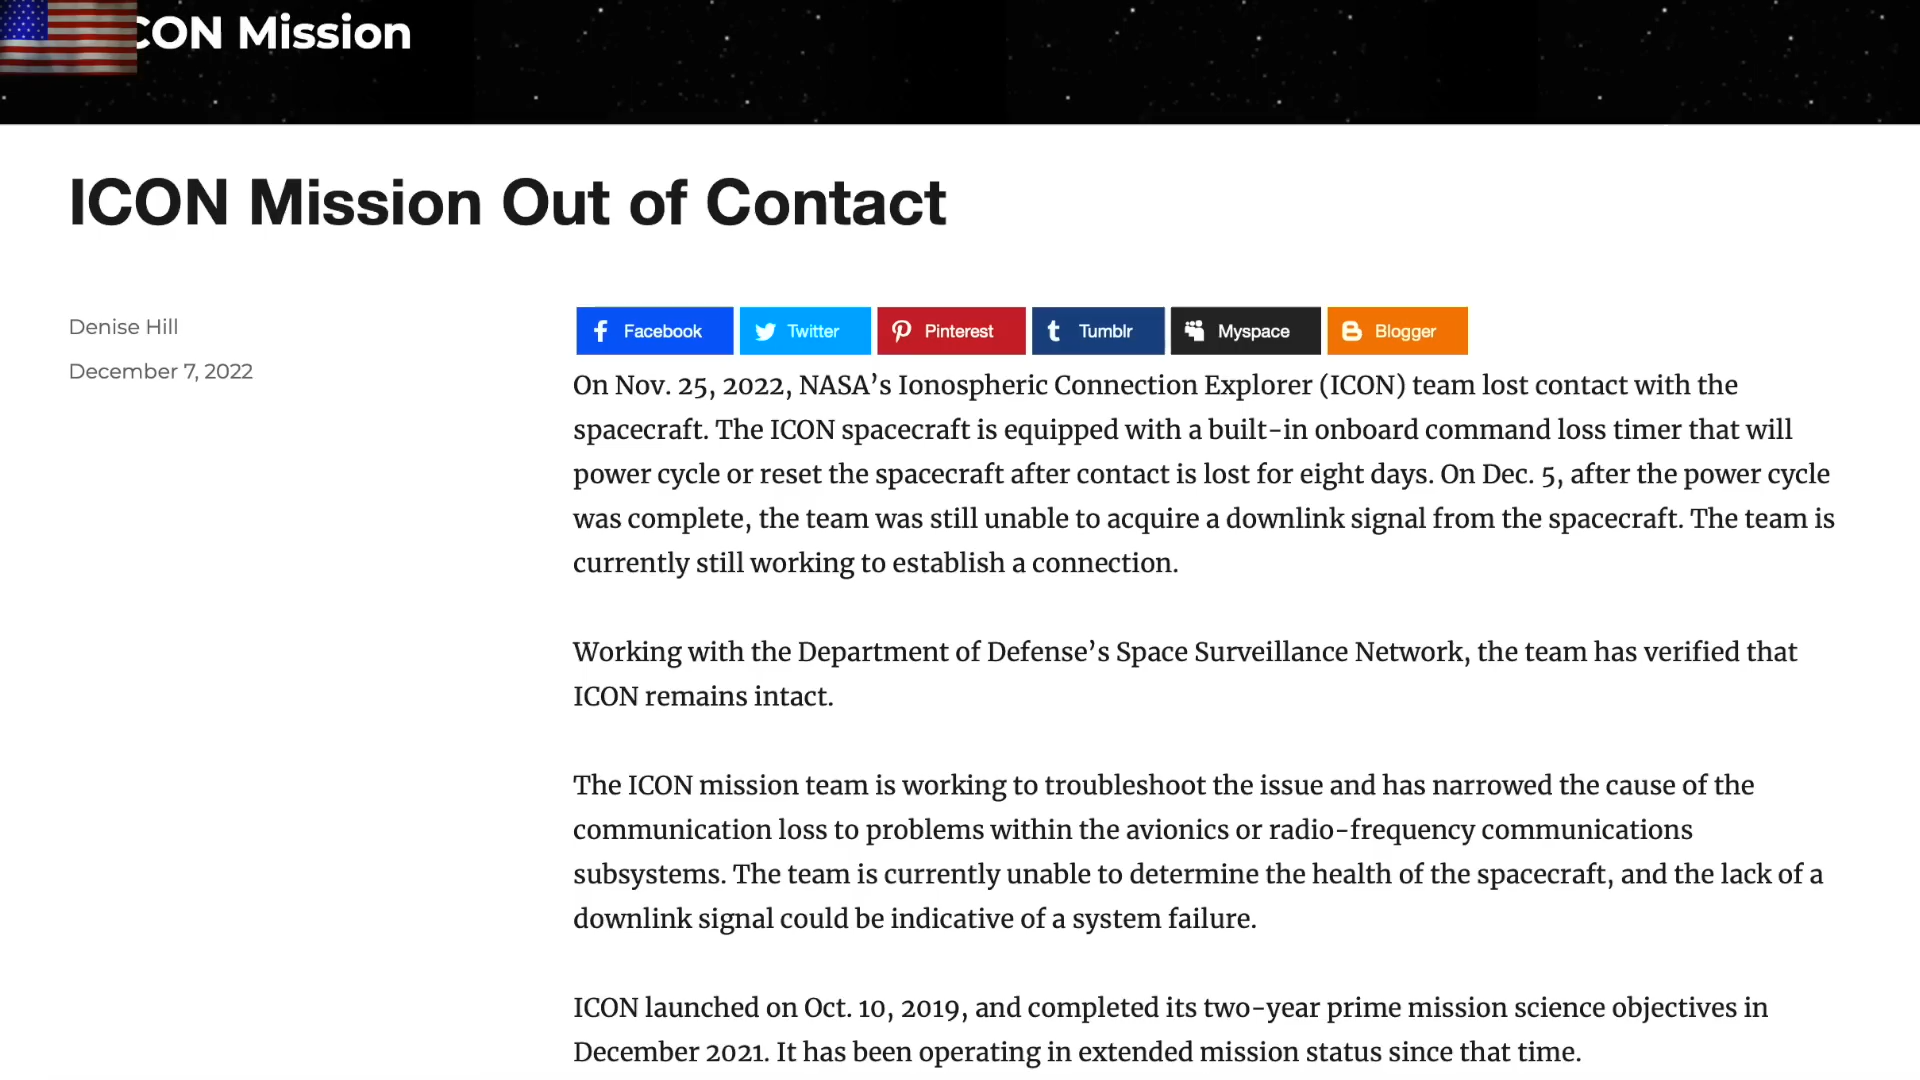 CON Mission
ICON Mission Out of Contact
Denise Hill
December 7, 2022
Facebook
Twitter
Pinterest
Tumblr
Myspace
Blogger
On Nov. 25, 2022, NASA’s Ionospheric Connection Explorer (ICON) team lost contact with the
spacecraft. The ICON spacecraft is equipped with a built-in onboard command loss timer that will
power cycle or reset the spacecraft after contact is lost for eight days. On Dec. 5, after the power cycle
was complete, the team was still unable to acquire a downlink signal from the spacecraft. The team is
currently still working to establish a connection.
Working with the Department of Defense’s Space Surveillance Network, the team has verified that
ICON remains intact.
The ICON mission team is working to troubleshoot the issue and has narrowed the cause of the
communication loss to problems within the avionics or radio-frequency communications
subsystems. The team is currently unable to determine the health of the spacecraft, and the lack of a
downlink signal could be indicative of a system failure.
ICON launched on Oct. 10, 2019, and completed its two-year prime mission science objectives in
December 2021. It has been operating in extended mission status since that time.